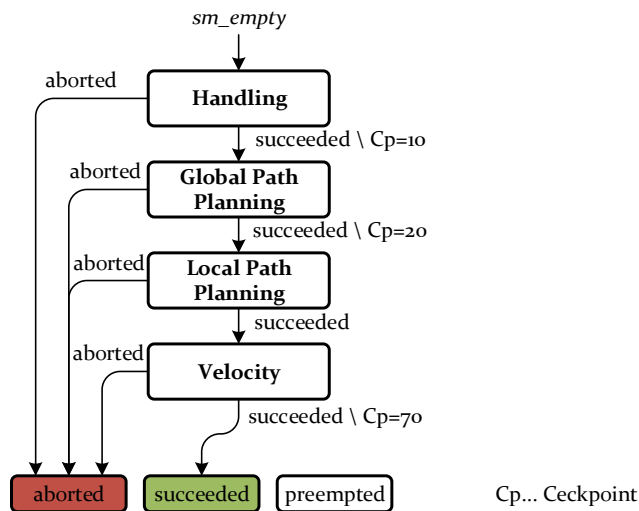 sm_empty
aborted
Handling
succeeded \ Cp=10
aborted
Global Path
Planning
succeeded \ Cp=20
aborted
Local Path
Planning
succeeded
aborted
Velocity
succeeded \ Cp=70
aborted
succeeded
preempted
Cp... Ceckpoint